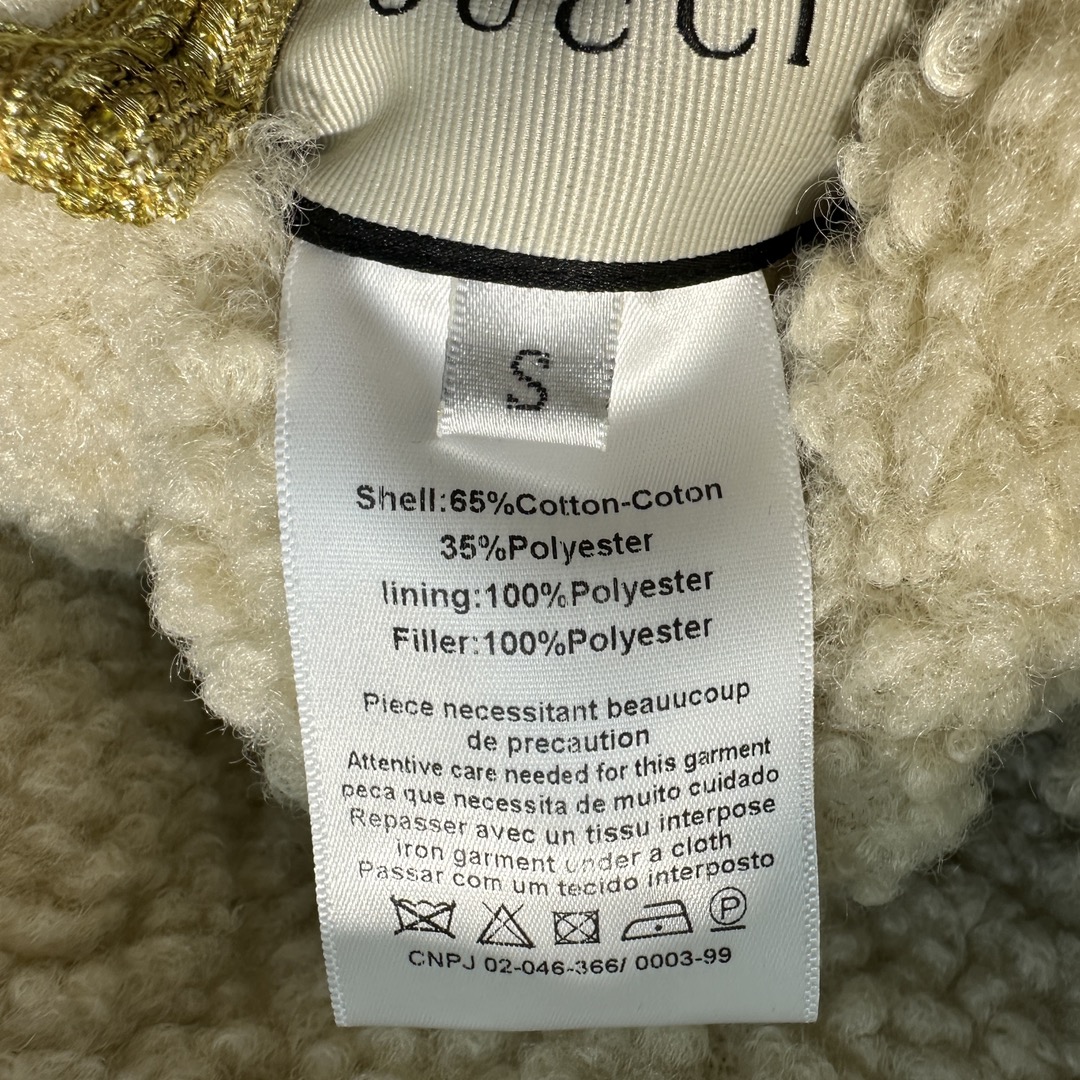 UCCI
S
Shell:65%Cotton-Coton
35%Polyester
lining:100%Polyester
Filler:100%Polyester
Piece necessitant beauucoup
de precaution
Attentive care needed for this garment
peca que necessita de muito cuidado
Repasser avec un tissu interpose
iron garment under a cloth
Passar com um tecido interposto
P
CNPJ 02-046-366/ 0003-99